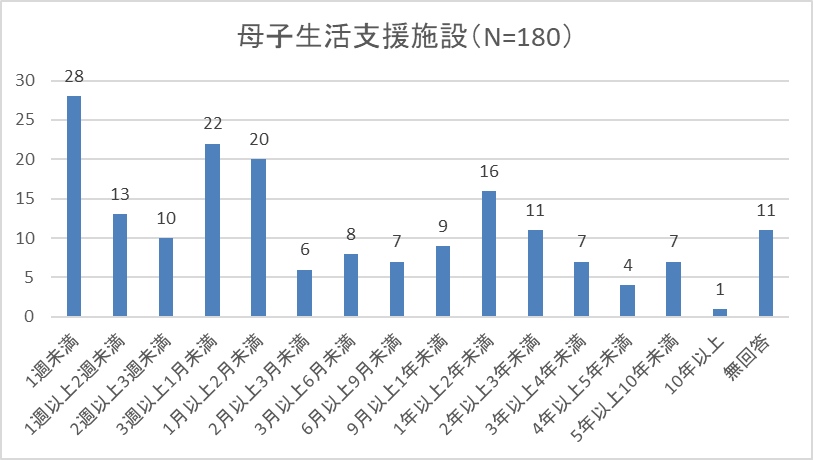 母子生活支援施設（N=180）
28
13
10
22
20
6
8
7
9
16
11
7
4
7
1
11
30
25
20
15
10
5
0
1週未満
1週以上2週未満
2週以上3週未満
3週以上1月未満
1月以上2月未満
2月以上3月未満
3月以上6月未満
6月以上9月未満
9月以上1年未満
1年以上2年未満
2年以上3年未満
3年以上4年未満
4年以上5年未満
5年以上10年未満
10年以上
無回答